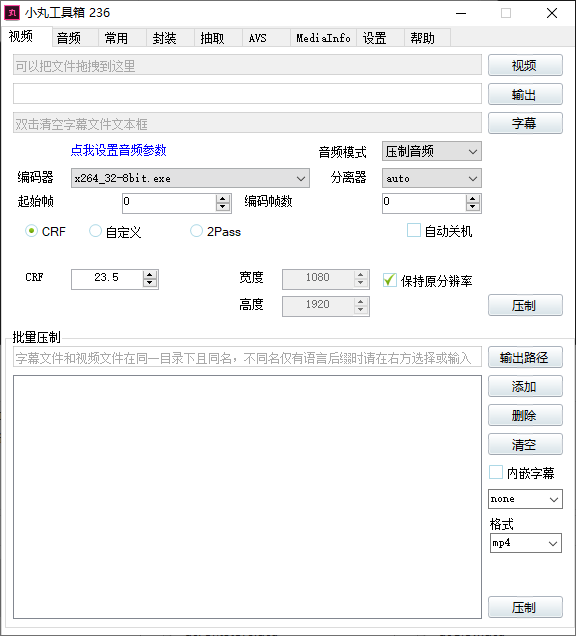 小丸工具箱 236
视频 音频 常用 封装 抽取 AVS MediaInfo 设置 帮助
可以把文件拖拽到这里 视频
输出
双击清空字幕文件文本框 字幕
点我设置音频参数 音频模式 压制音频
编码器 x264_32-8bit.exe 分离器 auto
起始帧 0 编码帧数 0
CRF 自定义 2Pass 自动关机
CRF 23.5 宽度 1080 保持原分辨率
高度 1920 压制
批量压制
字幕文件和视频文件在同一目录下且同名，不同名仅有语言后缀时请在右方选择或输入 输出路径
添加
删除
清空
内嵌字幕
none
格式
mp4
压制